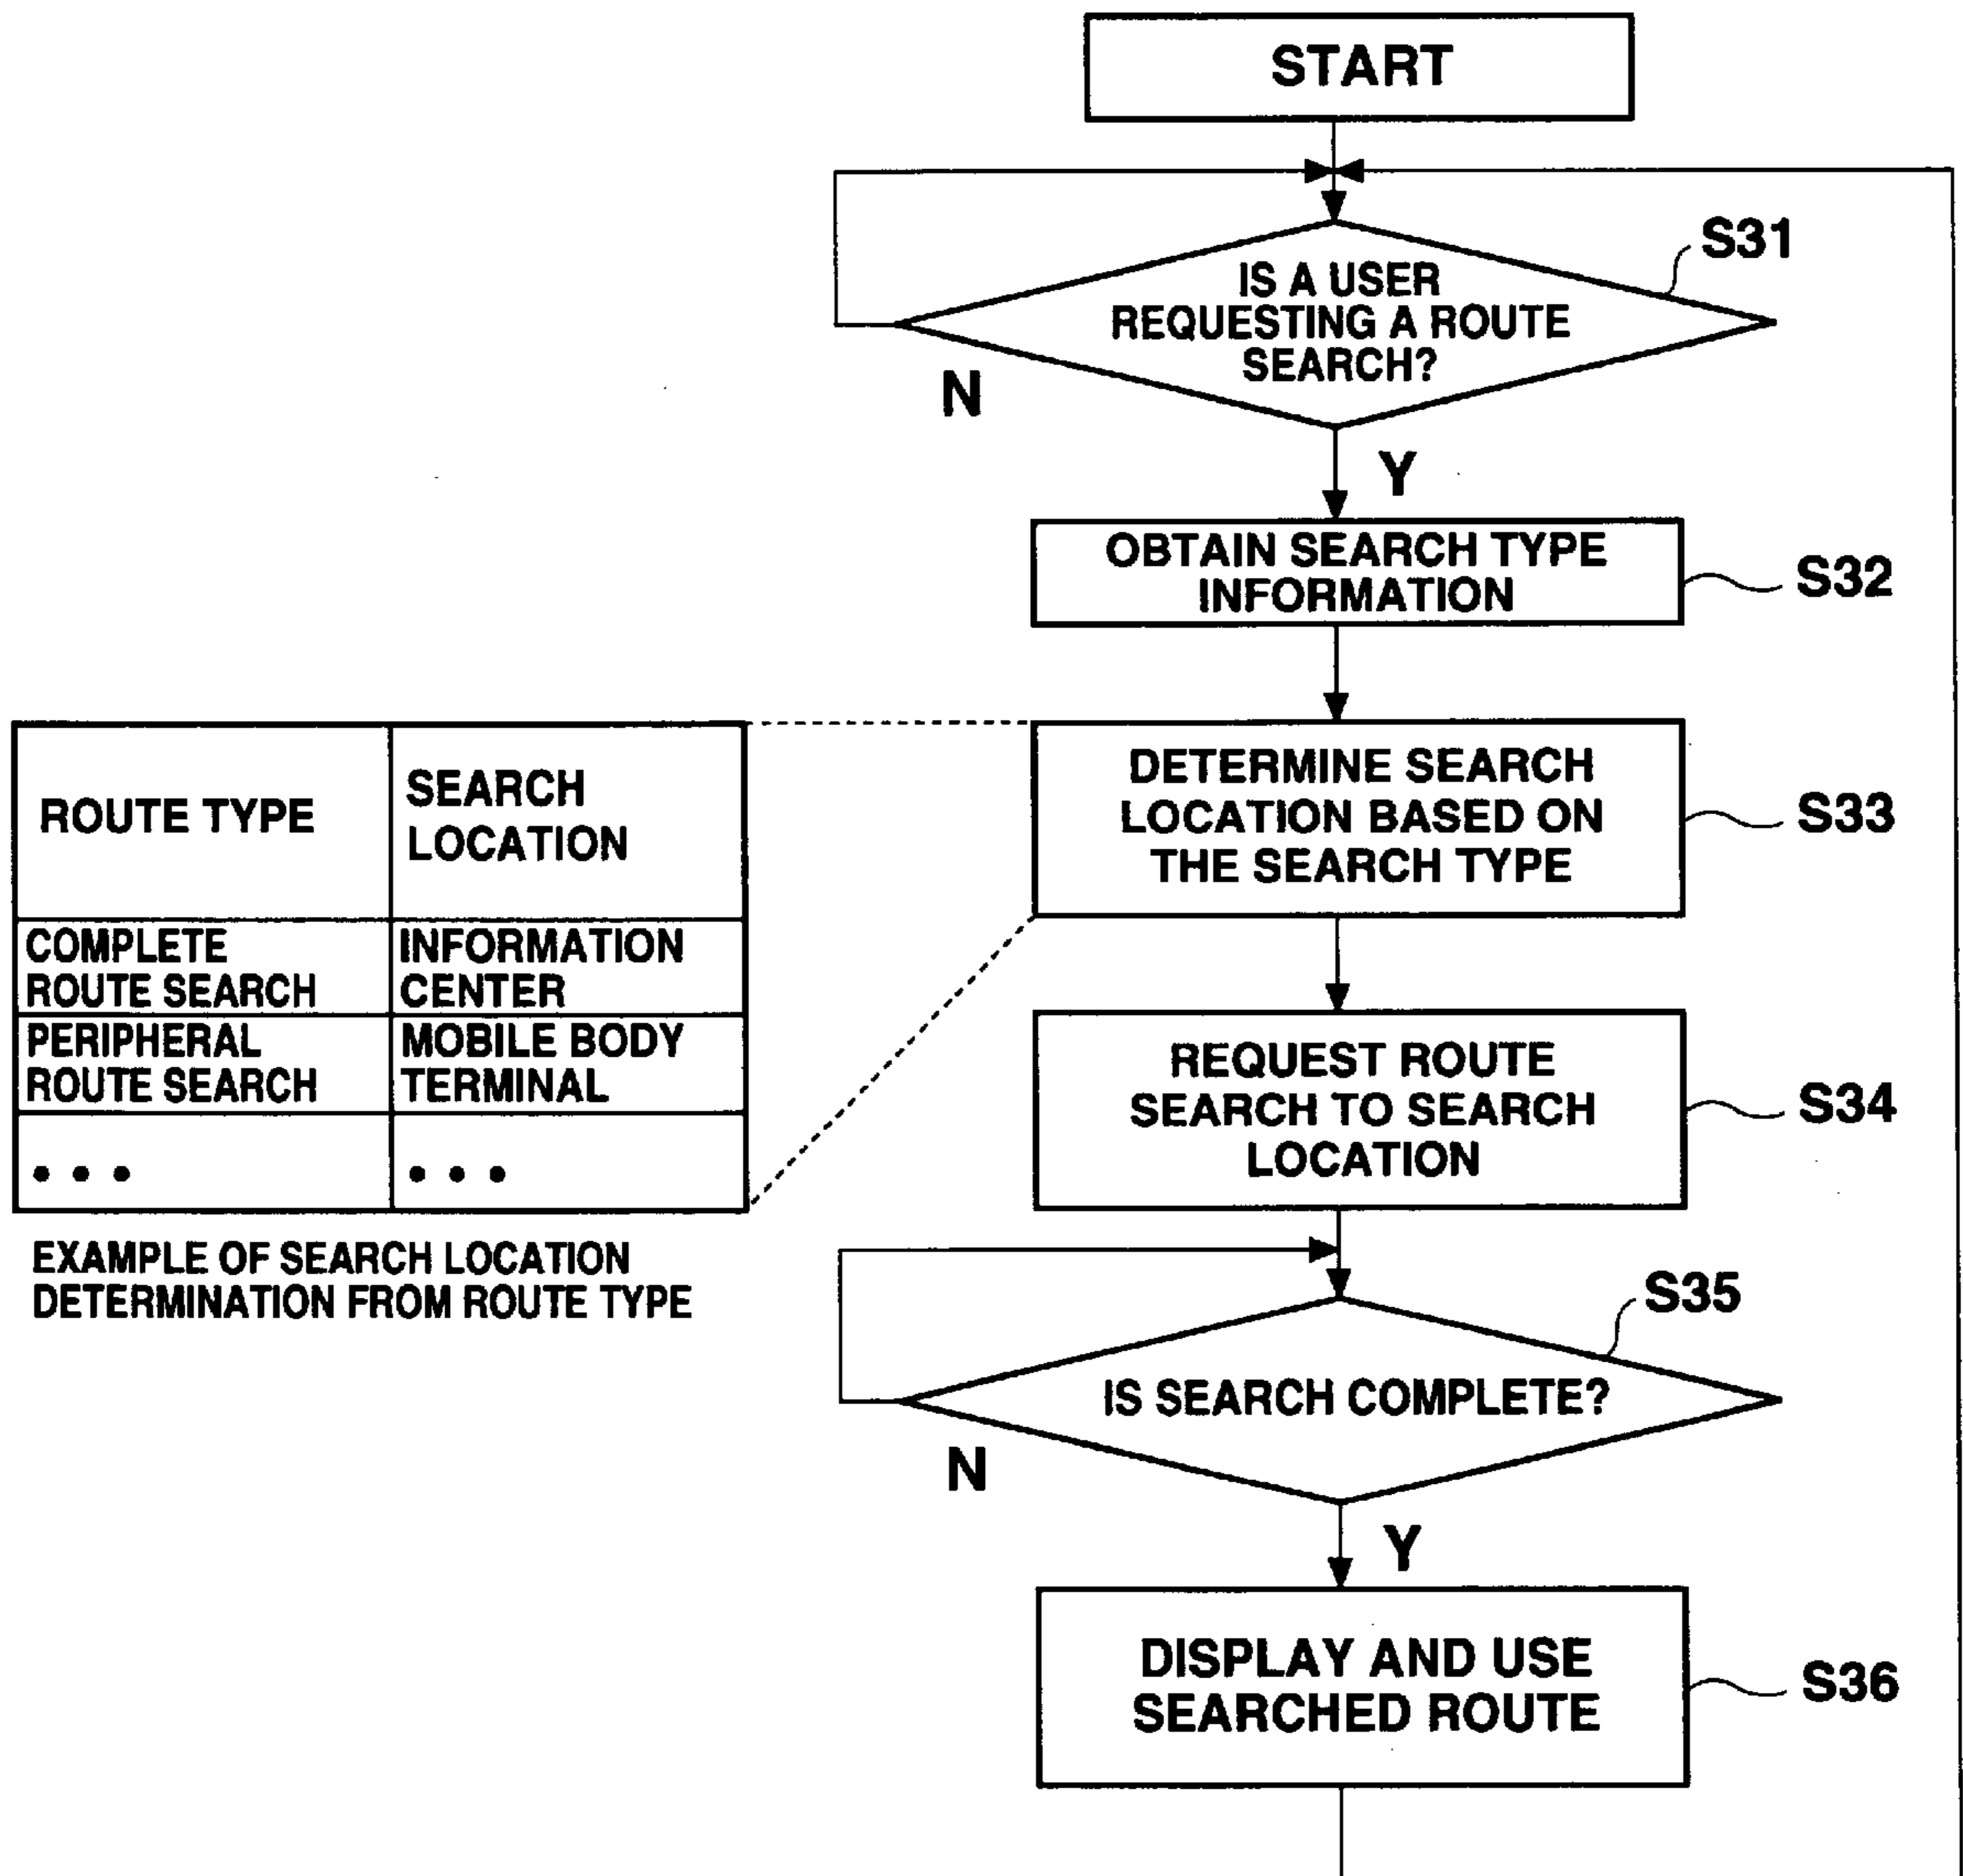 START
S31
IS A USER
REQUESTING A ROUTE
SEARCH?
N
Y
OBTAIN SEARCH TYPE
INFORMATION
S32
DETERMINE SEARCH
LOCATION BASED ON
THE SEARCH TYPE
S33
ROUTE TYPE
SEARCH
LOCATION
COMPLETE
ROUTE SEARCH
INFORMATION
CENTER
PERIPHERAL
ROUTE SEARCH
MOBILE BODY
TERMINAL
• • •
• • •
EXAMPLE OF SEARCH LOCATION
DETERMINATION FROM ROUTE TYPE
REQUEST ROUTE
SEARCH TO SEARCH
LOCATION
S34
S35
IS SEARCH COMPLETE?
N
Y
DISPLAY AND USE
SEARCHED ROUTE
S36